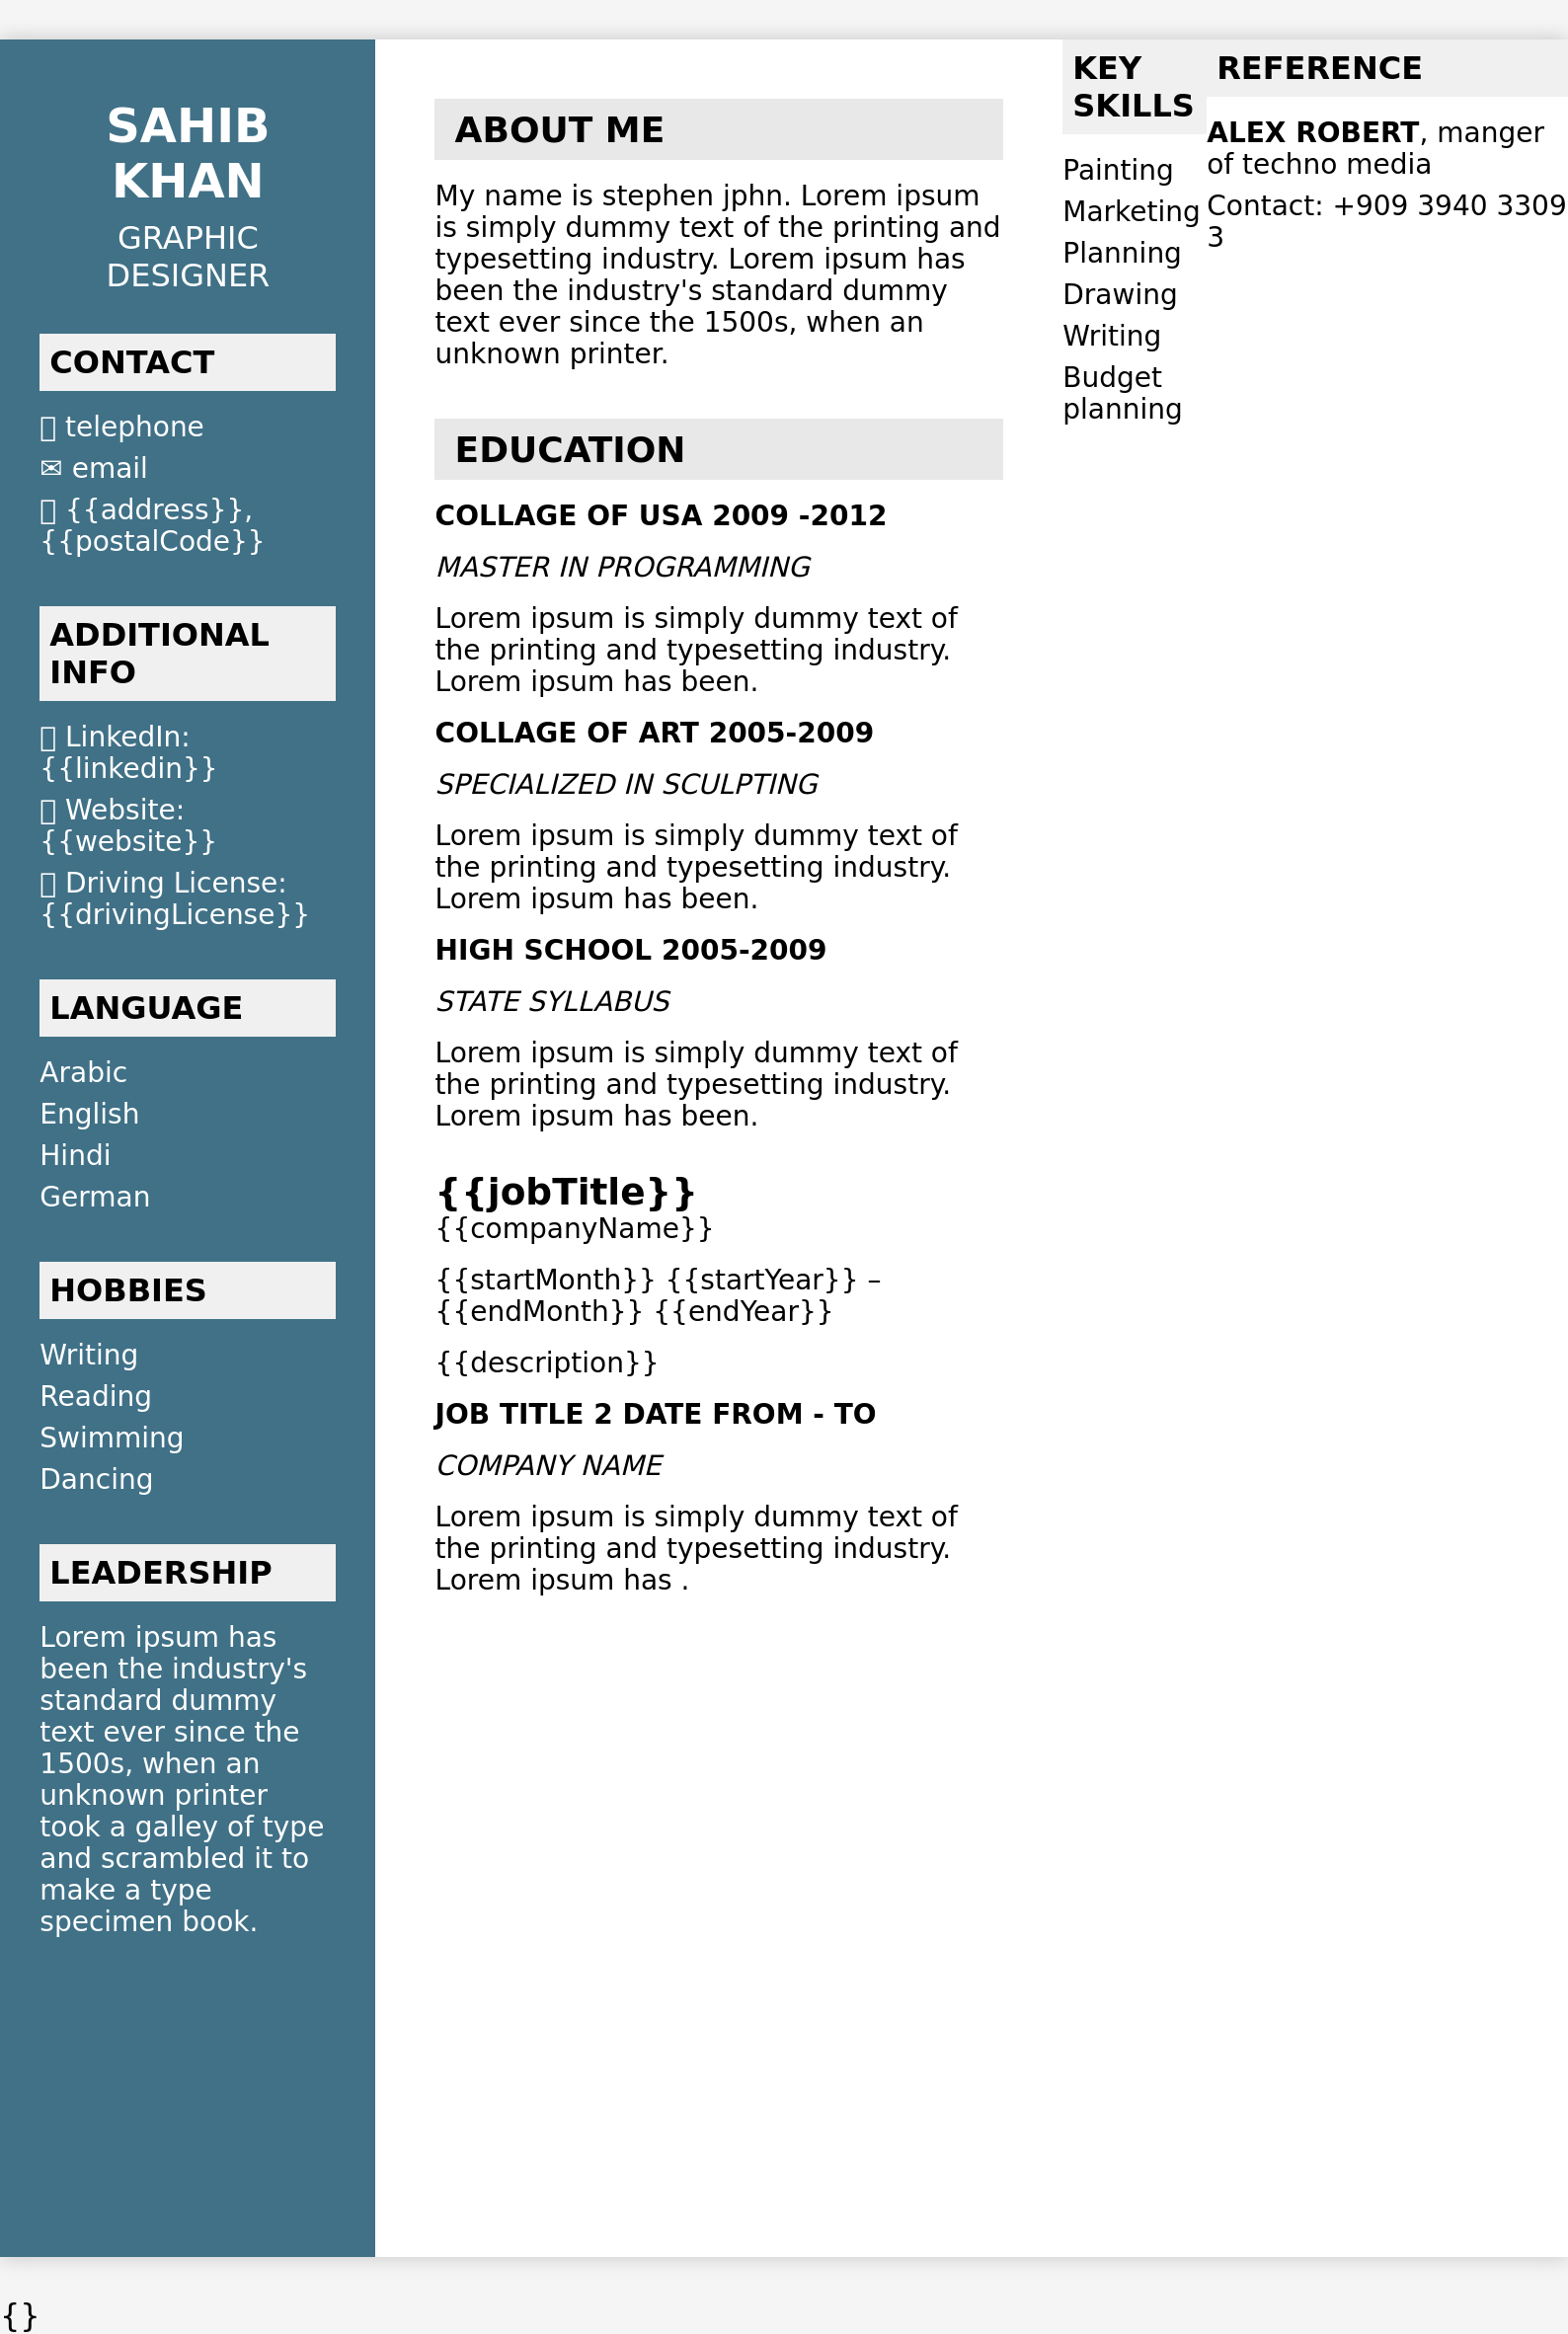 SAHIB
KHAN
GRAPHIC
DESIGNER
CONTACT
telephone
✉ email
{{address}},
{{postalCode}}
ADDITIONAL
INFO
LinkedIn:
{{linkedin}}
Website:
{{website}}
Driving License:
{{drivingLicense}}
LANGUAGE
Arabic
English
Hindi
German
HOBBIES
Writing
Reading
Swimming
Dancing
LEADERSHIP
Lorem ipsum has
been the industry's
standard dummy
text ever since the
1500s, when an
unknown printer
took a galley of type
and scrambled it to
make a type
specimen book.
ABOUT ME
My name is stephen jphn. Lorem ipsum
is simply dummy text of the printing and
typesetting industry. Lorem ipsum has
been the industry's standard dummy
text ever since the 1500s, when an
unknown printer.
EDUCATION
COLLAGE OF USA 2009 -2012
MASTER IN PROGRAMMING
Lorem ipsum is simply dummy text of
the printing and typesetting industry.
Lorem ipsum has been.
COLLAGE OF ART 2005-2009
SPECIALIZED IN SCULPTING
Lorem ipsum is simply dummy text of
the printing and typesetting industry.
Lorem ipsum has been.
HIGH SCHOOL 2005-2009
STATE SYLLABUS
Lorem ipsum is simply dummy text of
the printing and typesetting industry.
Lorem ipsum has been.
{{jobTitle}}
{{companyName}}
{{startMonth}} {{startYear}} –
{{endMonth}} {{endYear}}
{{description}}
JOB TITLE 2 DATE FROM - TO
COMPANY NAME
Lorem ipsum is simply dummy text of
the printing and typesetting industry.
Lorem ipsum has .
KEY
SKILLS
Painting
Marketing
Planning
Drawing
Writing
Budget
planning
REFERENCE
ALEX ROBERT, manger
of techno media
Contact: +909 3940 3309
3
{}